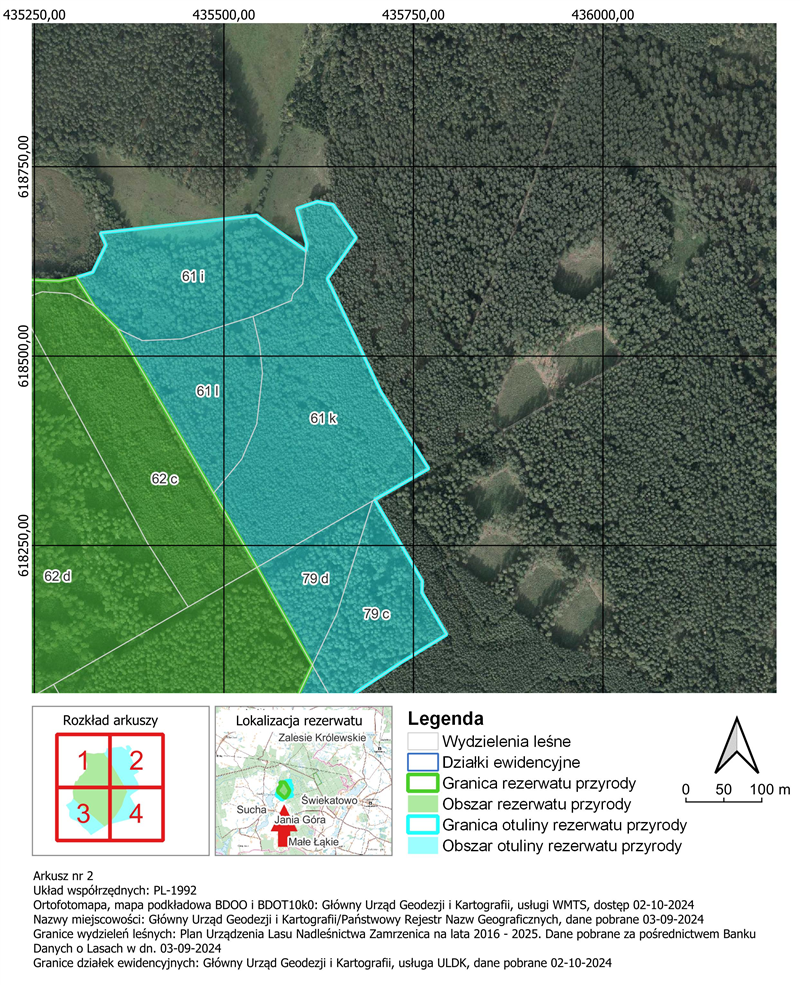 435250,00 435500,00 435750,00 436000,00
618750,00
618500,00
618250,00
61 i
61 l
61 k
62 c
62 d
79 d
79 c
Rozkład arkuszy
1 2
3 4
Lokalizacja rezerwatu
Zalesie Królewskie
Świekatowo
Sucha
Jania Góra
Małe Łąkie
Legenda
Wydzielenia leśne
Działki ewidencyjne
Granica rezerwatu przyrody
Obszar rezerwatu przyrody
Granica otuliny rezerwatu przyrody
Obszar otuliny rezerwatu przyrody
0 50 100 m
Arkusz nr 2
Układ współrzędnych: PL-1992
Ortofotomapa, mapa podkładowa BDOO i BDOT10k0: Główny Urząd Geodezji i Kartografii, usługi WMTS, dostęp 02-10-2024
Nazwy miejscowości: Główny Urząd Geodezji i Kartografii/Państwowy Rejestr Nazw Geograficznych, dane pobrane 03-09-2024
Granice wydzieleń leśnych: Plan Urządzenia Lasu Nadleśnictwa Zamrzenica na lata 2016 - 2025. Dane pobrane za pośrednictwem Banku
Danych o Lasach w dn. 03-09-2024
Granice działek ewidencyjnych: Główny Urząd Geodezji i Kartografii, usługa ULDK, dane pobrane 02-10-2024